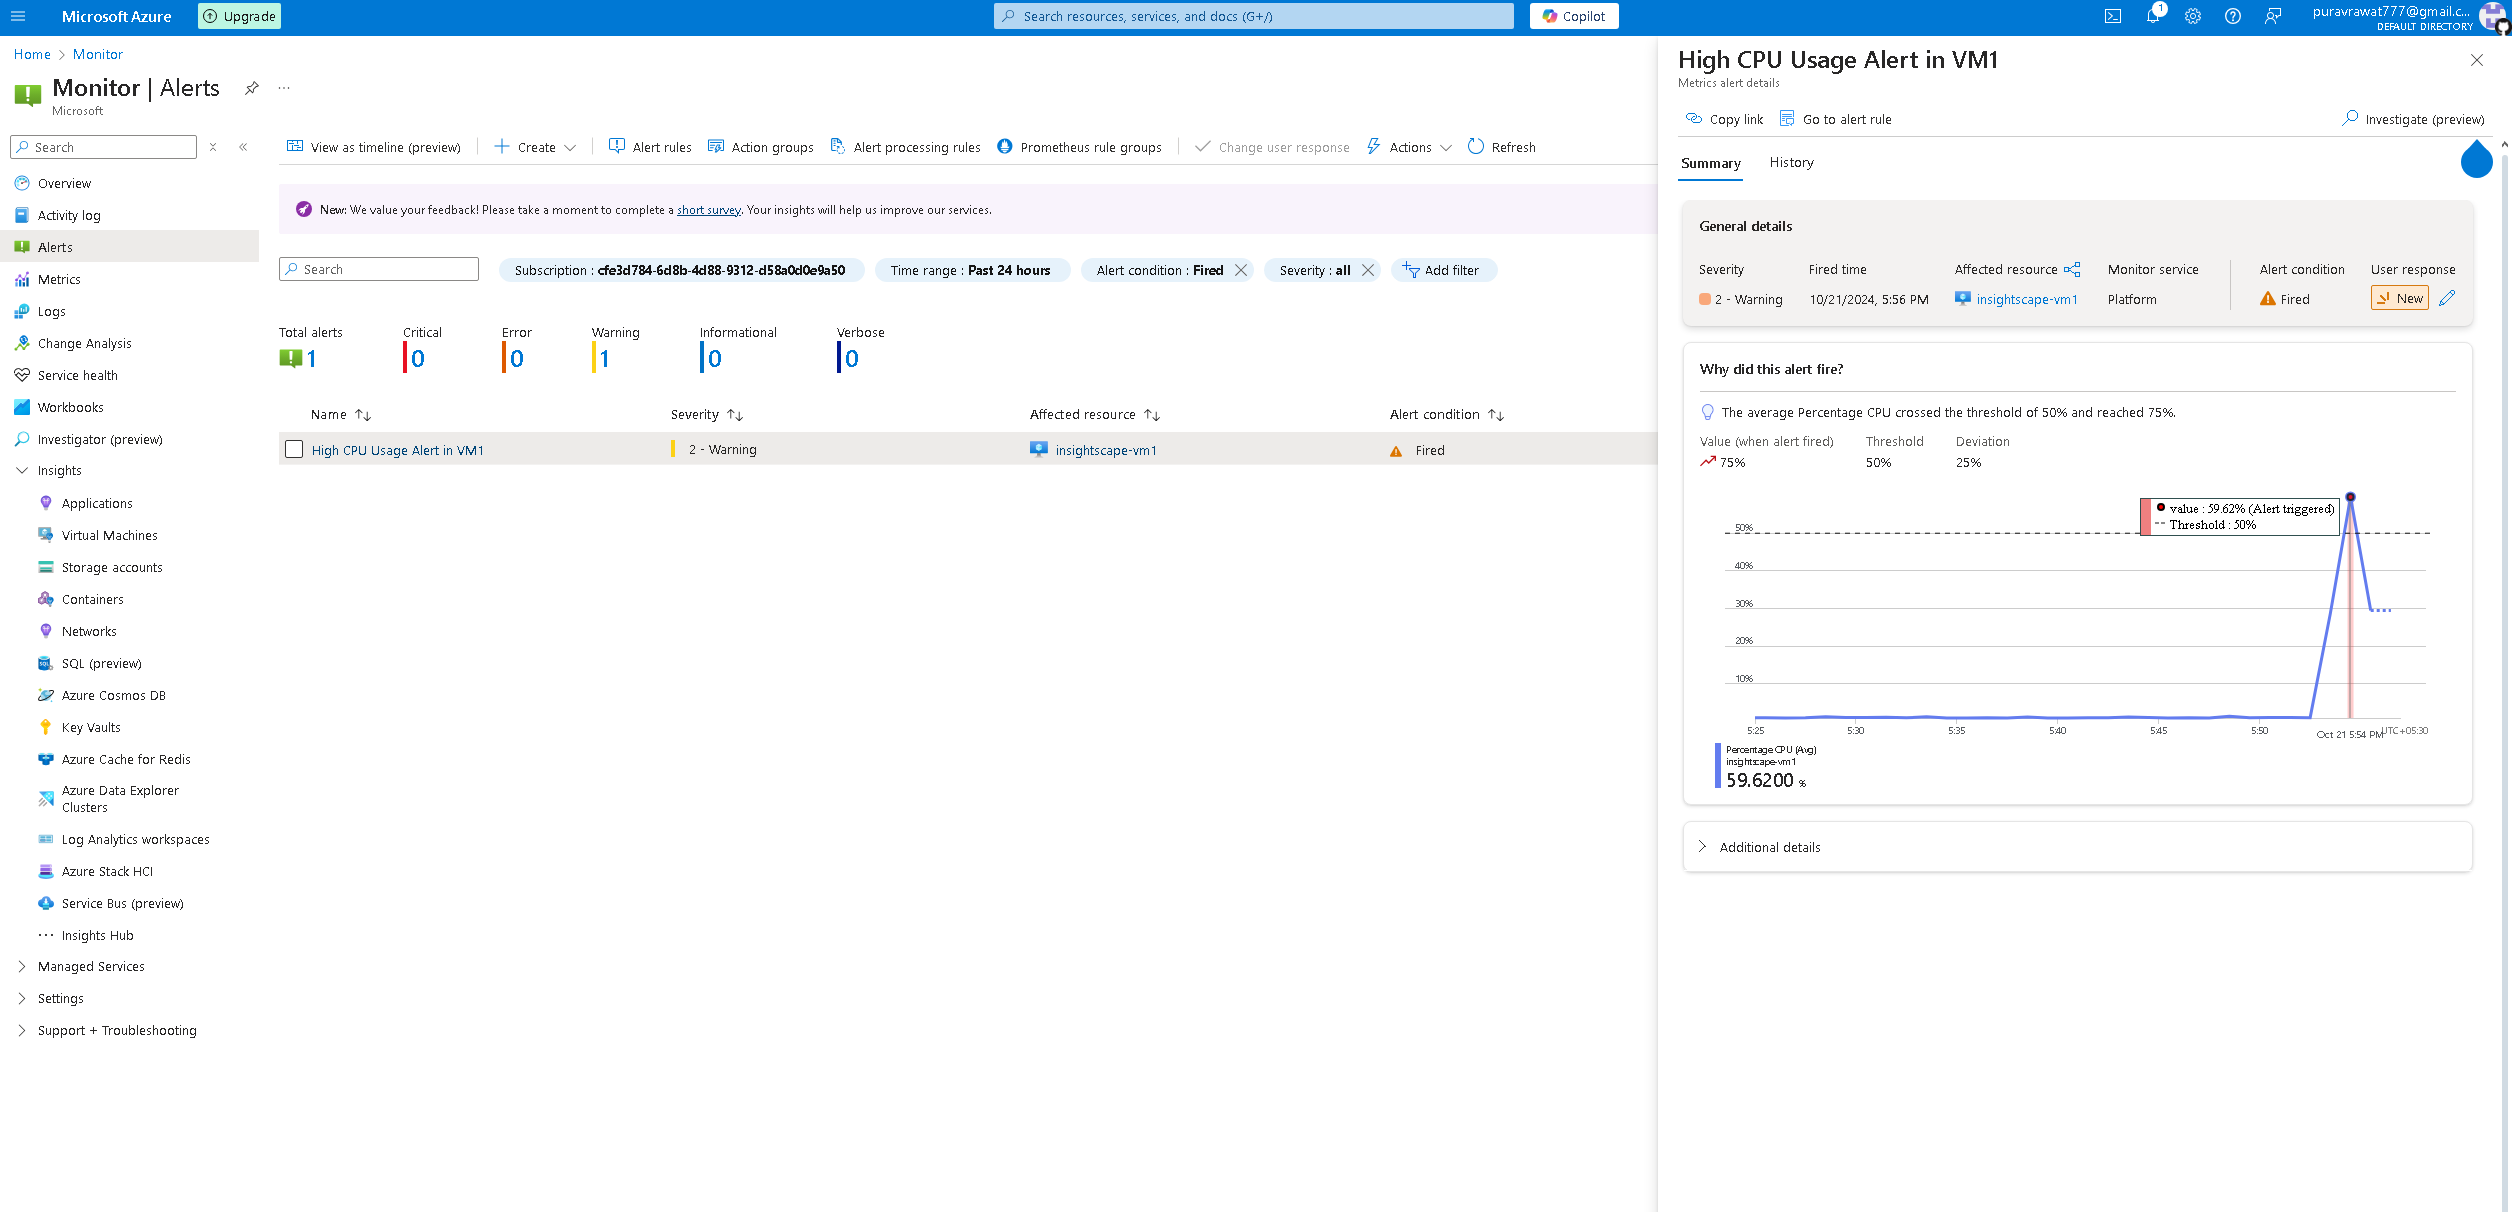 Microsoft Azure
Upgrade
Search resources, services, and docs (G+/)
Copilot
1
puravrawat777@gmail.c...
DEFAULT DIRECTORY
Home > Monitor
Monitor | Alerts
...
Microsoft
Search
Overview
Activity log
Alerts
Metrics
Logs
Change Analysis
Service health
Workbooks
Investigator (preview)
Insights
Applications
Virtual Machines
Storage accounts
Containers
Networks
SQL (preview)
Azure Cosmos DB
Key Vaults
Azure Cache for Redis
Azure Data Explorer
Clusters
Log Analytics workspaces
Azure Stack HCI
Service Bus (preview)
Insights Hub
Managed Services
Settings
Support + Troubleshooting
View as timeline (preview) Create Alert rules Action groups Alert processing rules Prometheus rule groups Change user response Actions Refresh
New: We value your feedback! Please take a moment to complete a short survey. Your insights will help us improve our services.
Search Subscription : cfe3d784-6d8b-4d88-9312-d58a0d0e9a50 Time range : Past 24 hours Alert condition : Fired Severity : all Add filter
Total alerts Critical Error Warning Informational Verbose
1 0 0 1 0 0
Name Severity Affected resource Alert condition
High CPU Usage Alert in VM1 2 - Warning insightscape-vm1 Fired
High CPU Usage Alert in VM1
Metrics alert details
Copy link Go to alert rule Investigate (preview)
Summary History
General details
Severity Fired time Affected resource Monitor service Alert condition User response
2 - Warning 10/21/2024, 5:56 PM insightscape-vm1 Platform Fired New
Why did this alert fire?
The average Percentage CPU crossed the threshold of 50% and reached 75%.
Value (when alert fired) Threshold Deviation
75% 50% 25%
value : 59.62% (Alert triggered)
Threshold : 50%
50%
40%
30%
20%
10%
5:25 5:30 5:35 5:40 5:45 5:50 Oct 21 5:54 PM UTC+05:30
Percentage CPU (Avg)
insightscape-vm1
59.6200 %
Additional details